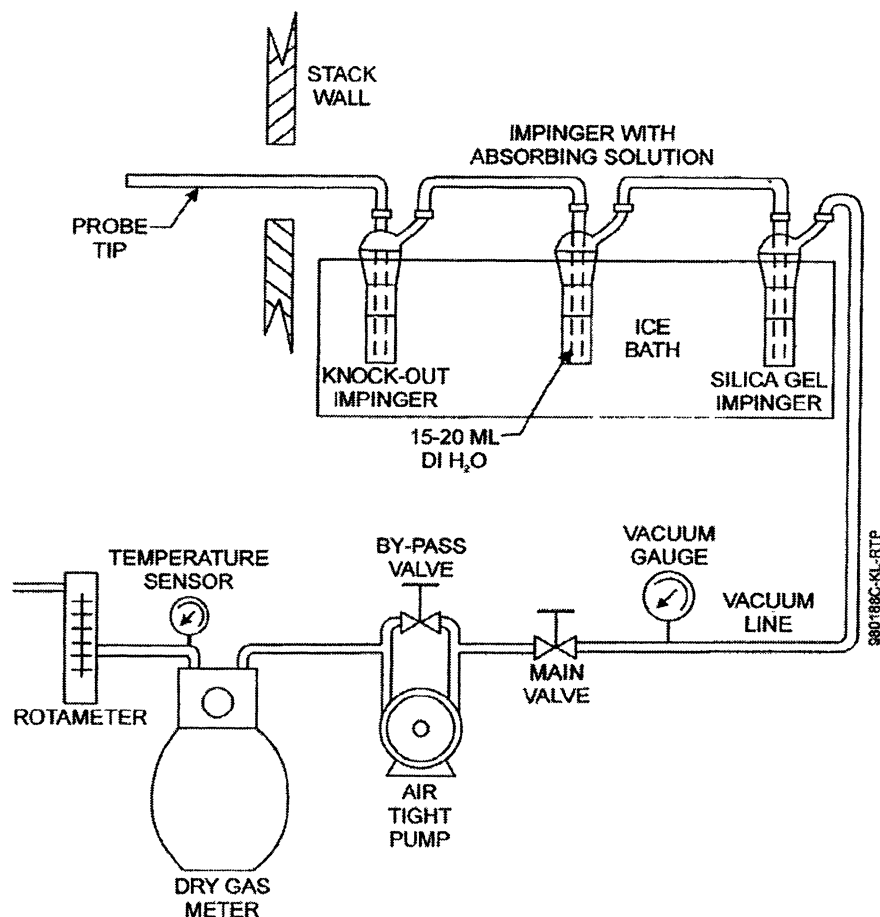 STACK
WALL
IMPINGER WITH
ABSORBING SOLUTION
PROBE
TIP
ICE
BATH
KNOCK-OUT
IMPINGER
SILICA GEL
IMPINGER
15-20 ML
DI H₂O
TEMPERATURE
SENSOR
BY-PASS
VALVE
VACUUM
GAUGE
VACUUM
LINE
MAIN
VALVE
ROTAMETER
AIR
TIGHT
PUMP
DRY GAS
METER
980188C-KL-RTP